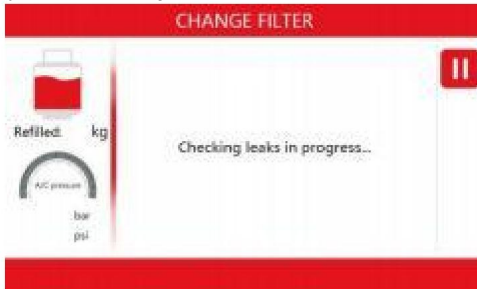 CHANGE FILTER
Refilled: kg
Checking leaks in progress...
A/C pressure
bar
psi